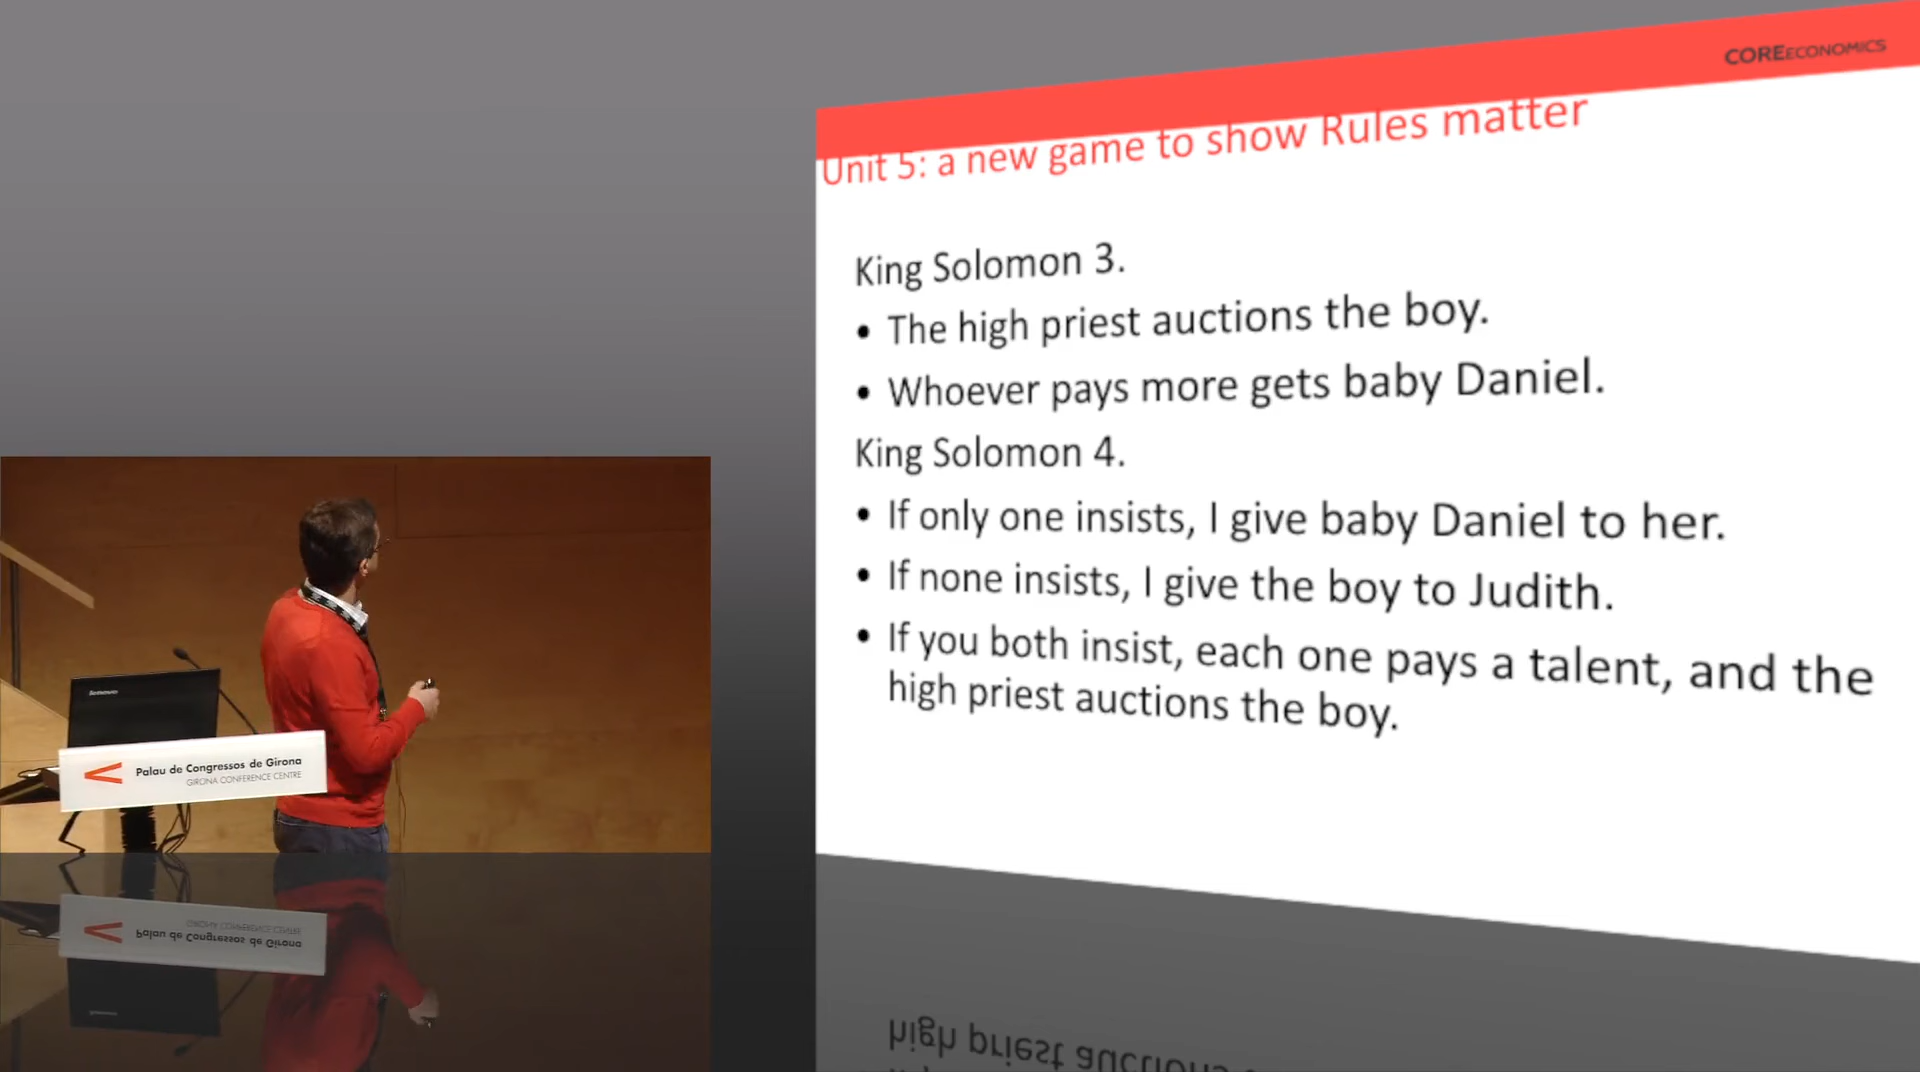 COREECONOMICS
Unit 5: a new game to show Rules matter
King Solomon 3.
• The high priest auctions the boy.
• Whoever pays more gets baby Daniel.
King Solomon 4.
• If only one insists, I give baby Daniel to her.
• If none insists, I give the boy to Judith.
• If you both insist, each one pays a talent, and the
high priest auctions the boy.
lenovo
Palau de Congressos de Girona
GIRONA CONFERENCE CENTRE